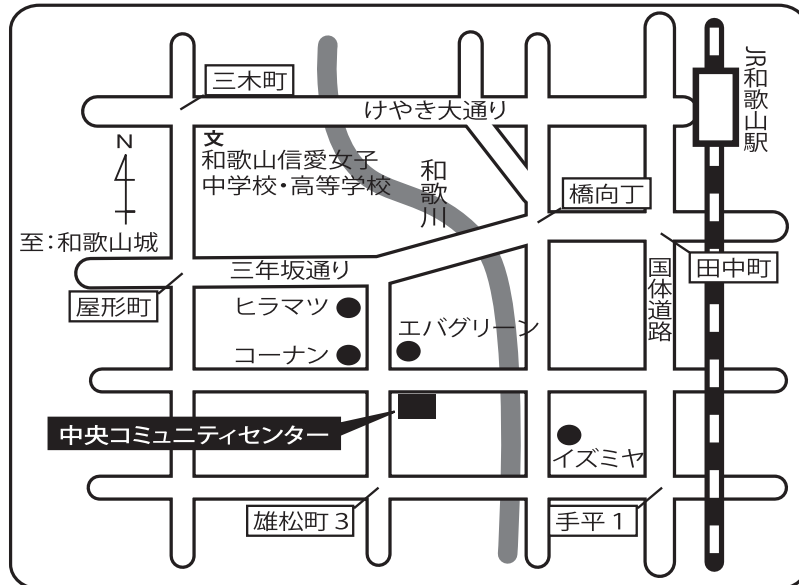 三木町
けやき大通り
JR和歌山駅
N
文
和歌山信愛女子
中学校・高等学校
和歌川
橋向丁
至：和歌山城
三年坂通り
田中町
国体道路
屋形町
ヒラマツ
エバグリーン
コーナン
中央コミュニティセンター
イズミヤ
雄松町3
手平1